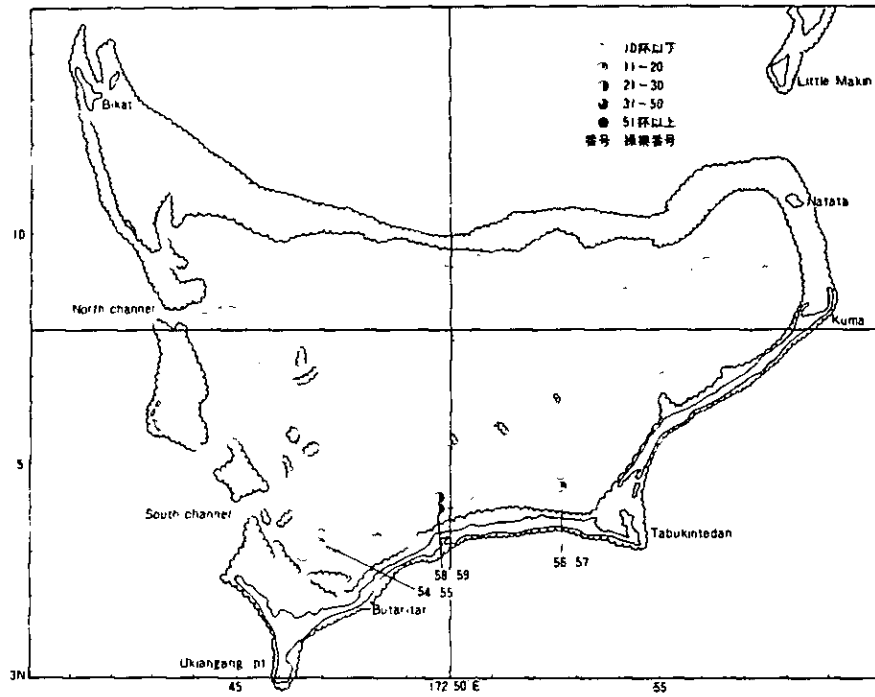 10杯以下
11-20
21-30
31-50
51杯以上
番号 操業番号
Little Makin
Bikat
Natata
10
North channel
Kuma
5
South channel
Tabukintedan
58 59
56 57
54 55
Butaritar
Ukiangang pt
3N
45
172 50'E
55